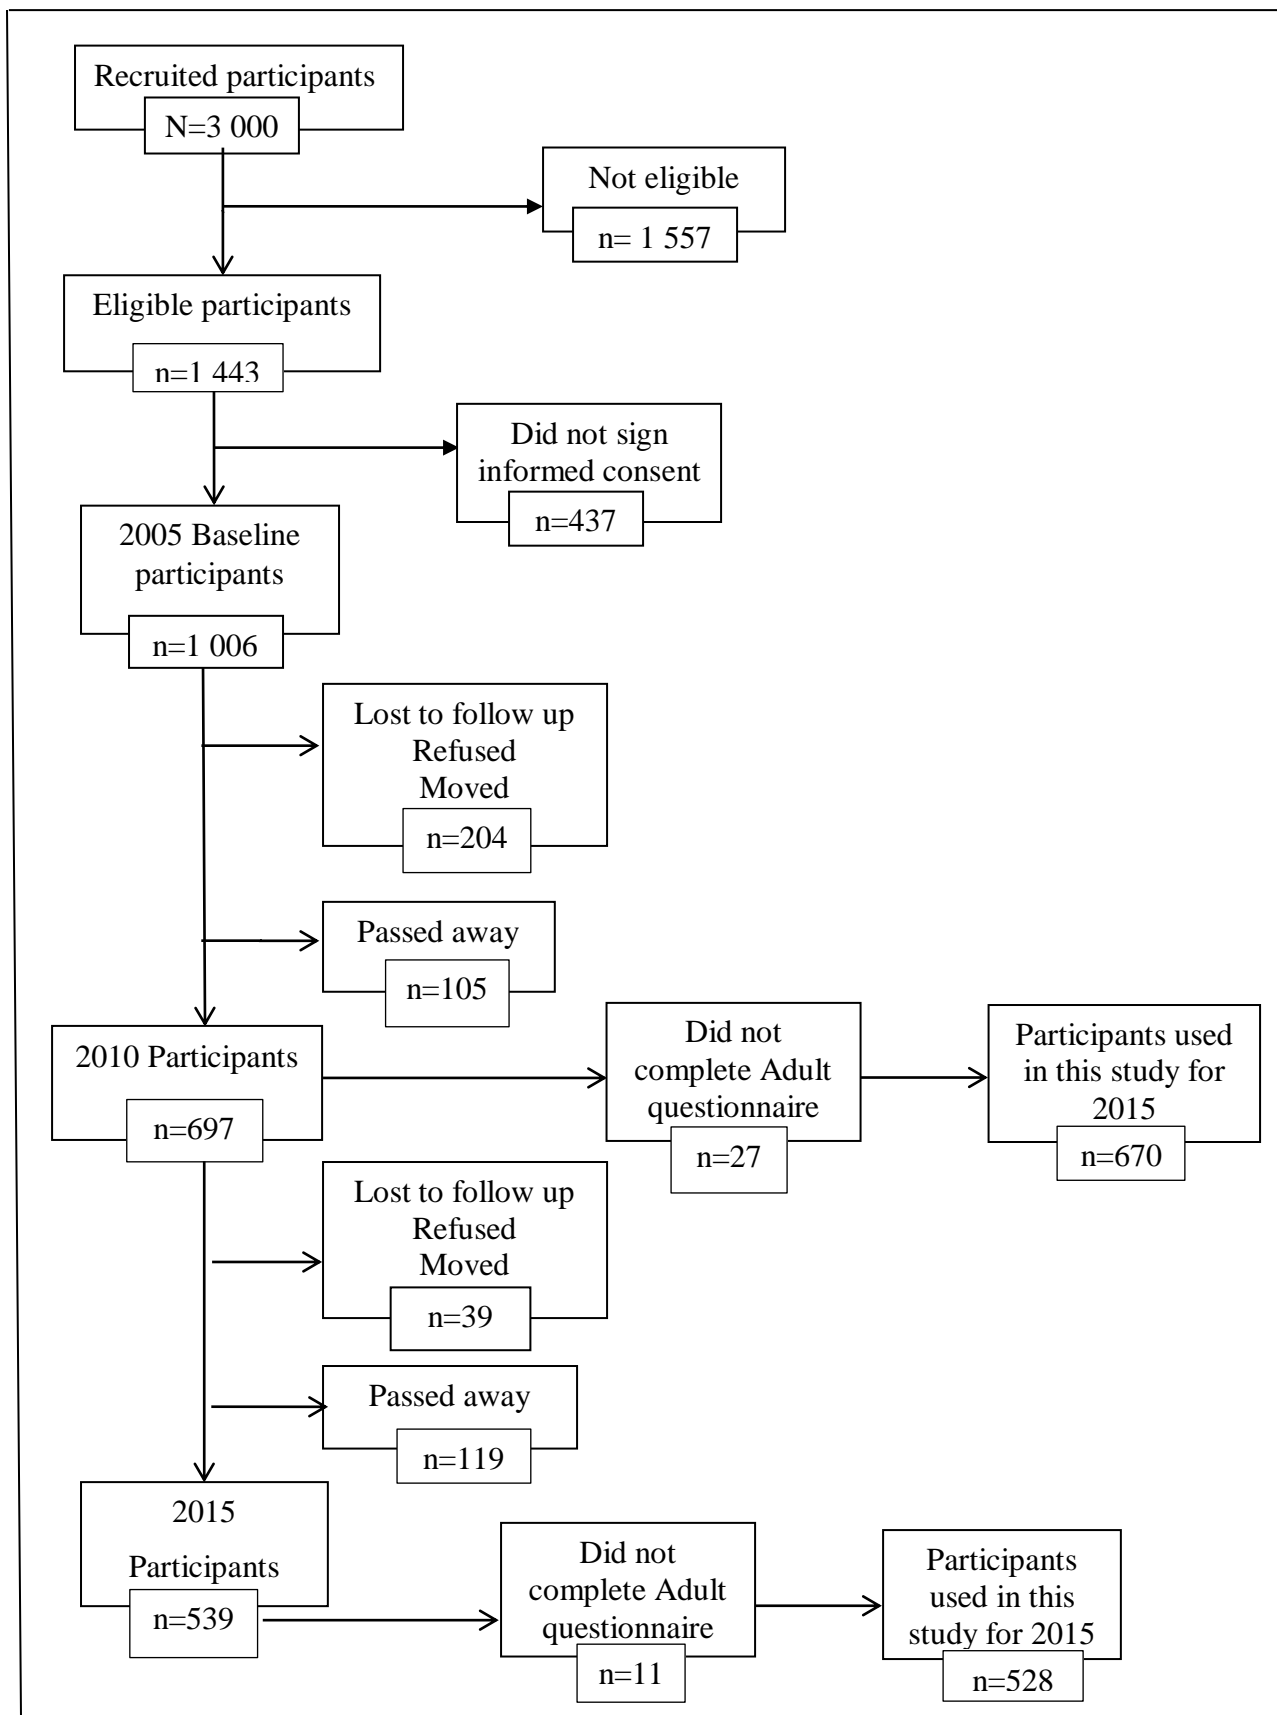 Recruited participants
N=3 000
Not eligible
n= 1 557
Eligible participants
n=1 443
Did not sign
informed consent
n=437
2005 Baseline
participants
n=1 006
Lost to follow up
Refused
Moved
n=204
Passed away
n=105
2010 Participants
n=697
Did not
complete Adult
questionnaire
n=27
Participants used
in this study for
2015
n=670
Lost to follow up
Refused
Moved
n=39
Passed away
n=119
2015
Participants
n=539
Did not
complete Adult
questionnaire
n=11
Participants
used in this
study for 2015
n=528